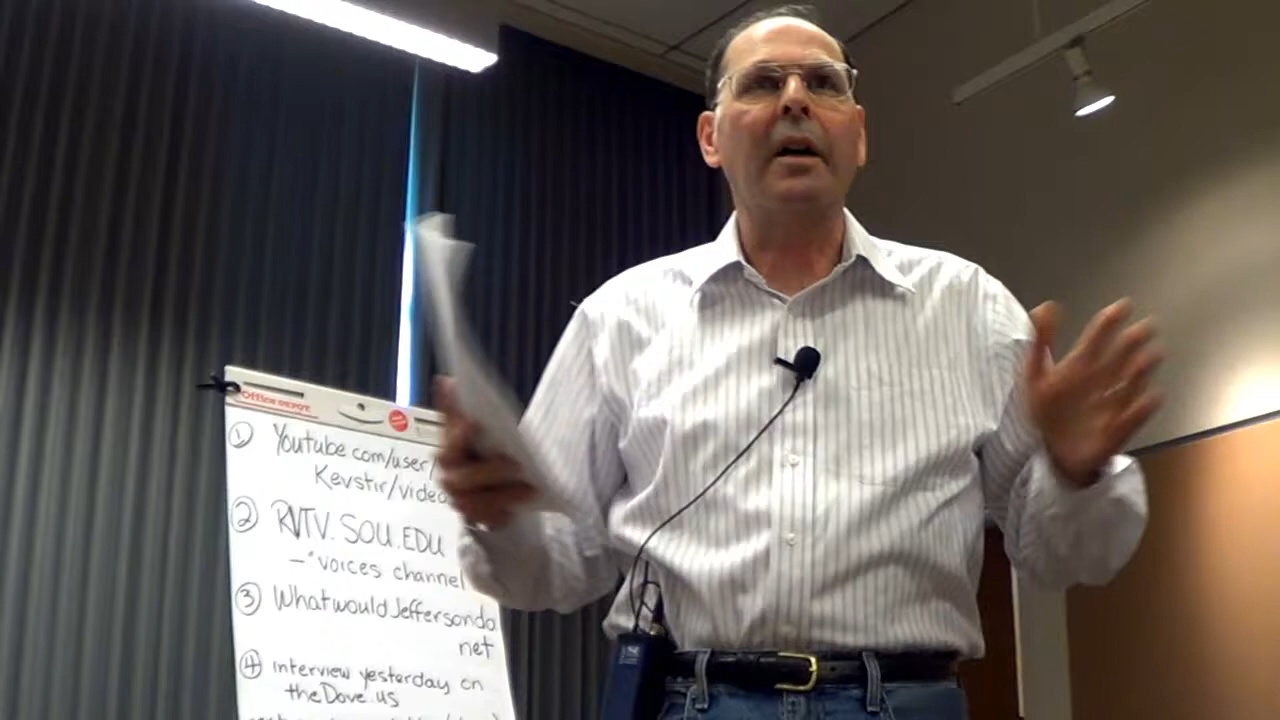 Office DEPOT
① Youtube.com/user/
Kevstir/video
② RVTV.SOU.EDU
– "voices channel
③ WhatwouldJeffersondo
net
④ interview yesterday on
theDove.us